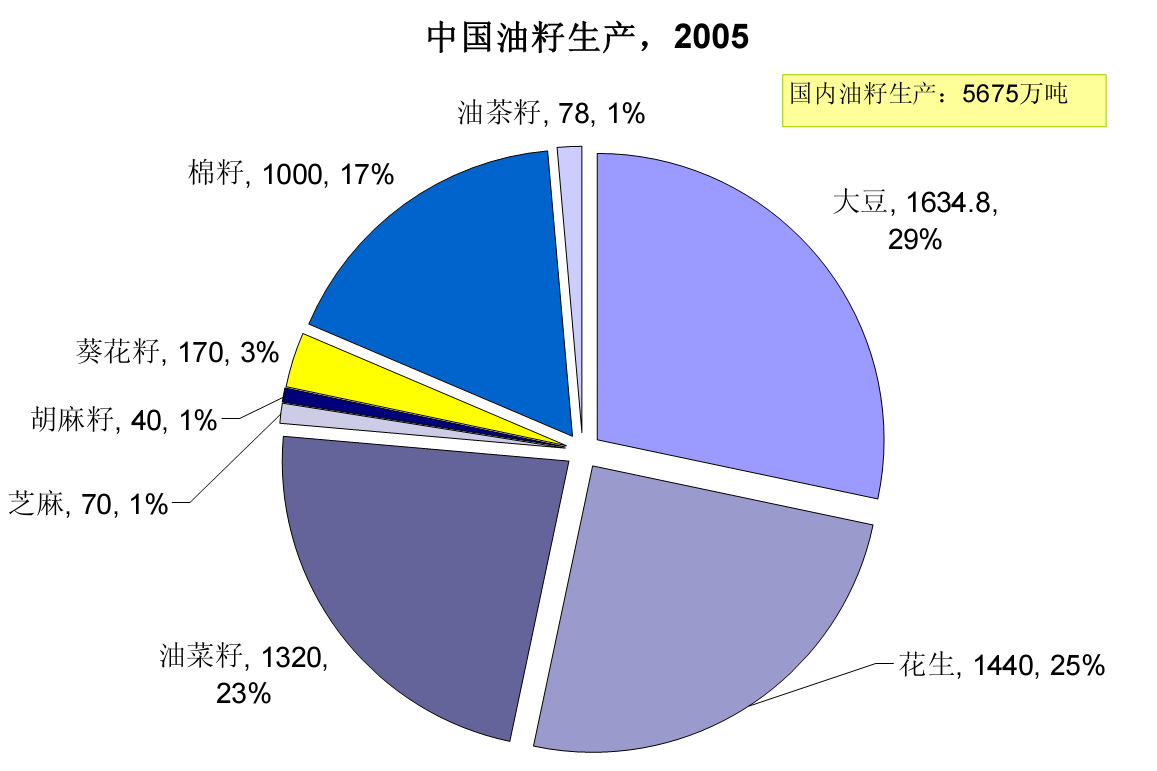 中国油籽生产，2005
国内油籽生产：5675万吨
油茶籽, 78, 1%
棉籽, 1000, 17%
大豆, 1634.8,
29%
葵花籽, 170, 3%
胡麻籽, 40, 1%
芝麻, 70, 1%
油菜籽, 1320,
23%
花生, 1440, 25%